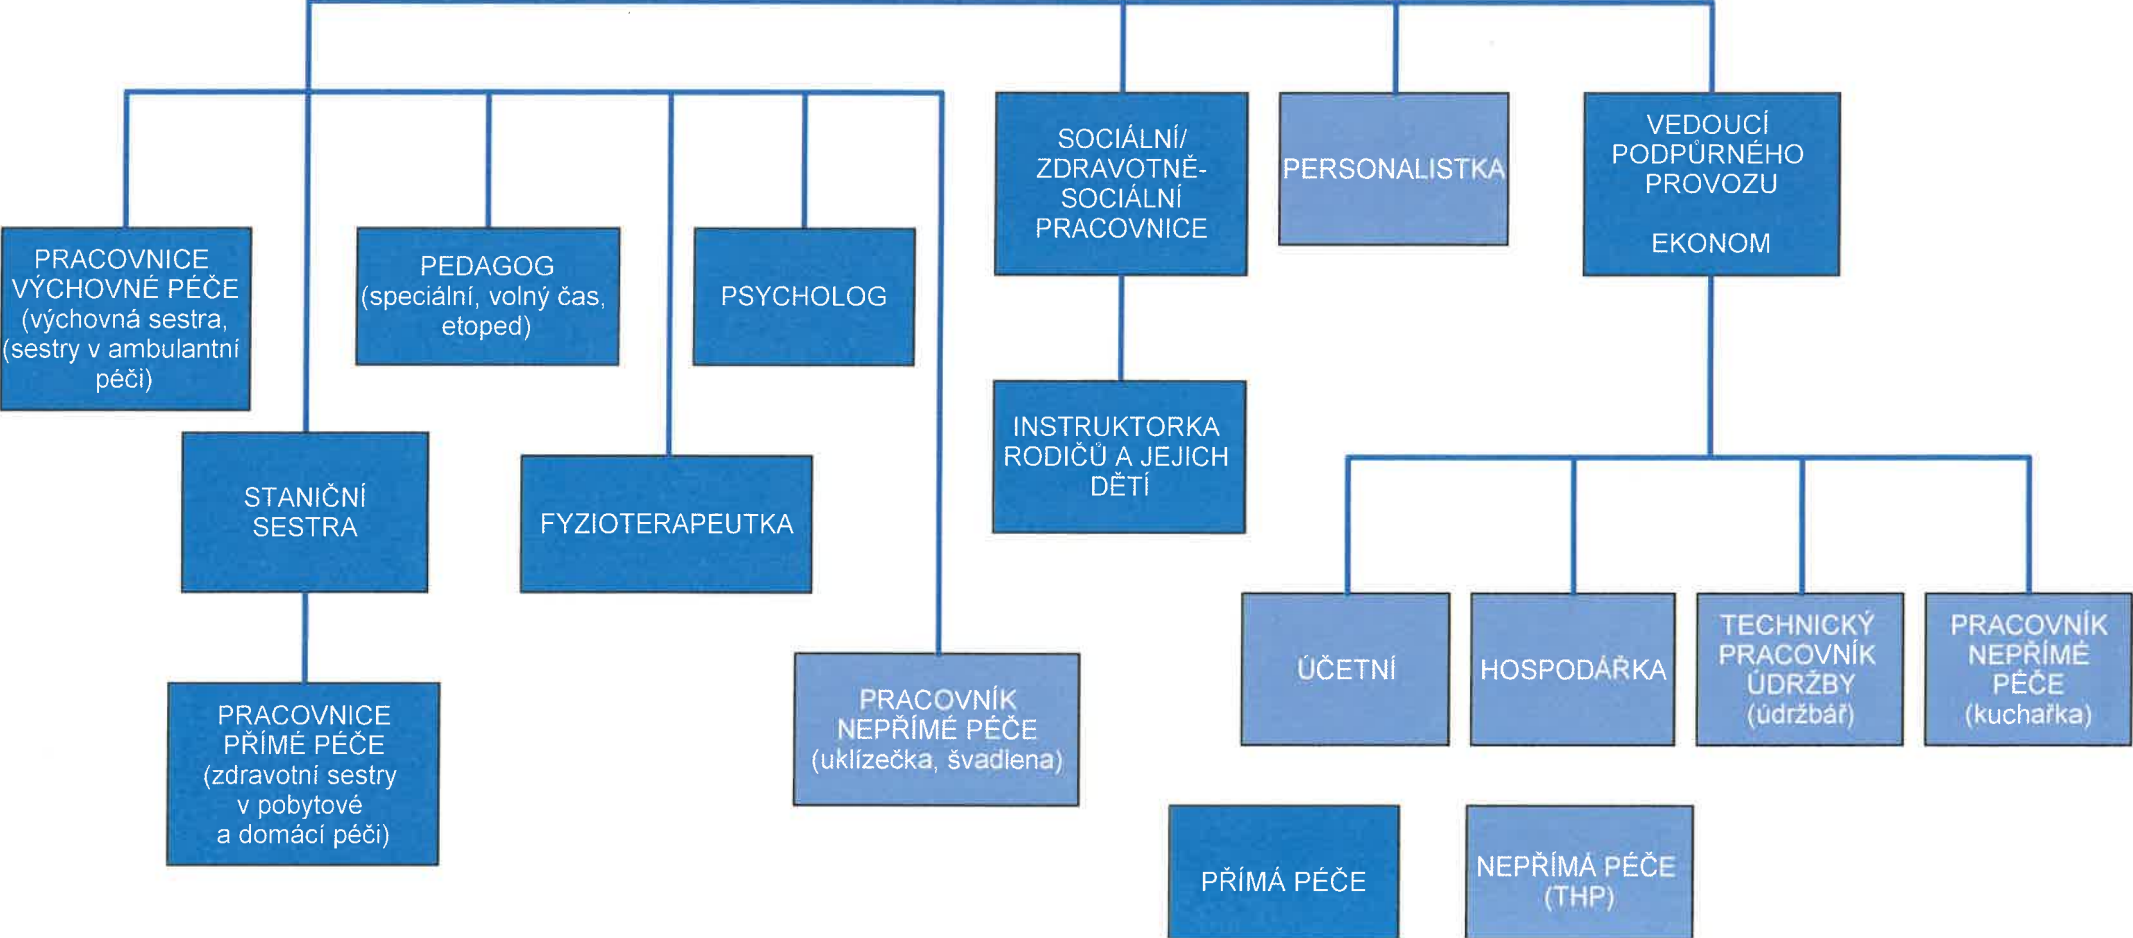 SOCIÁLNÍ/
ZDRAVOTNĚ-
SOCIÁLNÍ
PRACOVNICE
PERSONALISTKA
VEDOUCÍ
PODPŮRNÉHO
PROVOZU
EKONOM
PRACOVNICE
VÝCHOVNÉ PÉČE
(výchovná sestra,
(sestry v ambulantní
péči)
PEDAGOG
(speciální, volný čas,
etoped)
PSYCHOLOG
INSTRUKTORKA
RODIČŮ A JEJICH
DĚTÍ
STANIČNÍ
SESTRA
FYZIOTERAPEUTKA
ÚČETNÍ
HOSPODÁŘKA
TECHNICKÝ
PRACOVNÍK
ÚDRŽBY
(údržbář)
PRACOVNÍK
NEPŘÍMÉ
PÉČE
(kuchařka)
PRACOVNICE
PŘÍMÉ PÉČE
(zdravotní sestry
v pobytové
a domácí péči)
PRACOVNÍK
NEPŘÍMÉ PÉČE
(uklízečka, švadlena)
PŘÍMÁ PÉČE
NEPŘÍMÁ PÉČE
(THP)